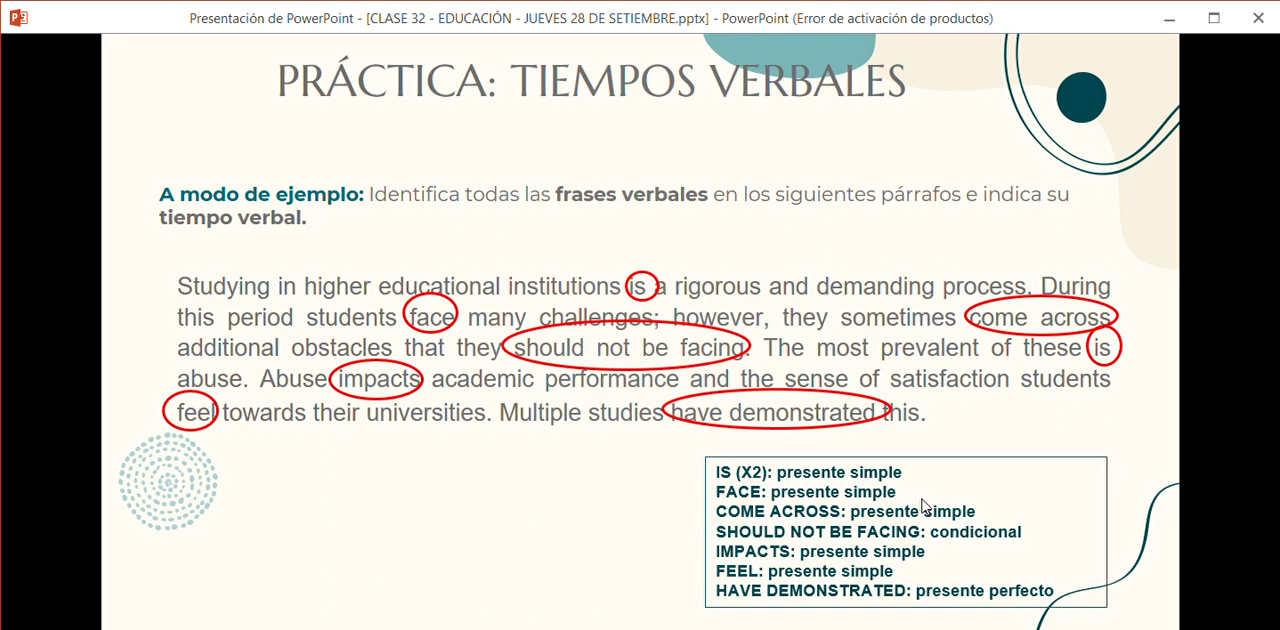 Presentación de PowerPoint - [CLASE 32 - EDUCACIÓN - JUEVES 28 DE SETIEMBRE.pptx] - PowerPoint (Error de activación de productos)
PRÁCTICA: TIEMPOS VERBALES
A modo de ejemplo: Identifica todas las frases verbales en los siguientes párrafos e indica su
tiempo verbal.
Studying in higher educational institutions is a rigorous and demanding process. During
this period students face many challenges; however, they sometimes come across
additional obstacles that they should not be facing. The most prevalent of these is
abuse. Abuse impacts academic performance and the sense of satisfaction students
feel towards their universities. Multiple studies have demonstrated this.
IS (X2): presente simple
FACE: presente simple
COME ACROSS: presente simple
SHOULD NOT BE FACING: condicional
IMPACTS: presente simple
FEEL: presente simple
HAVE DEMONSTRATED: presente perfecto